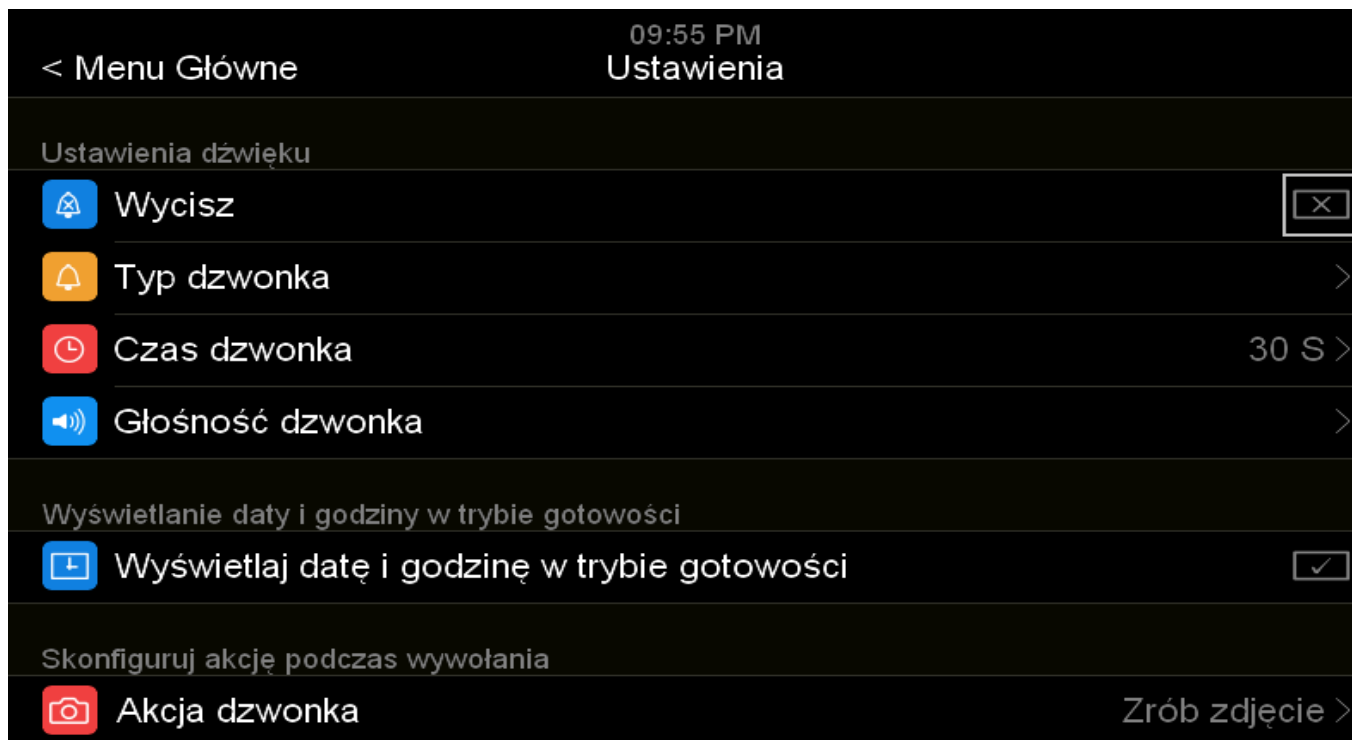 09:55 PM
< Menu Główne
Ustawienia
Ustawienia dźwięku
Wycisz
Typ dzwonka
Czas dzwonka 30 S >
Głośność dzwonka
Wyświetlanie daty i godziny w trybie gotowości
Wyświetlaj datę i godzinę w trybie gotowości
Skonfiguruj akcję podczas wywołania
Akcja dzwonka Zrób zdjęcie >